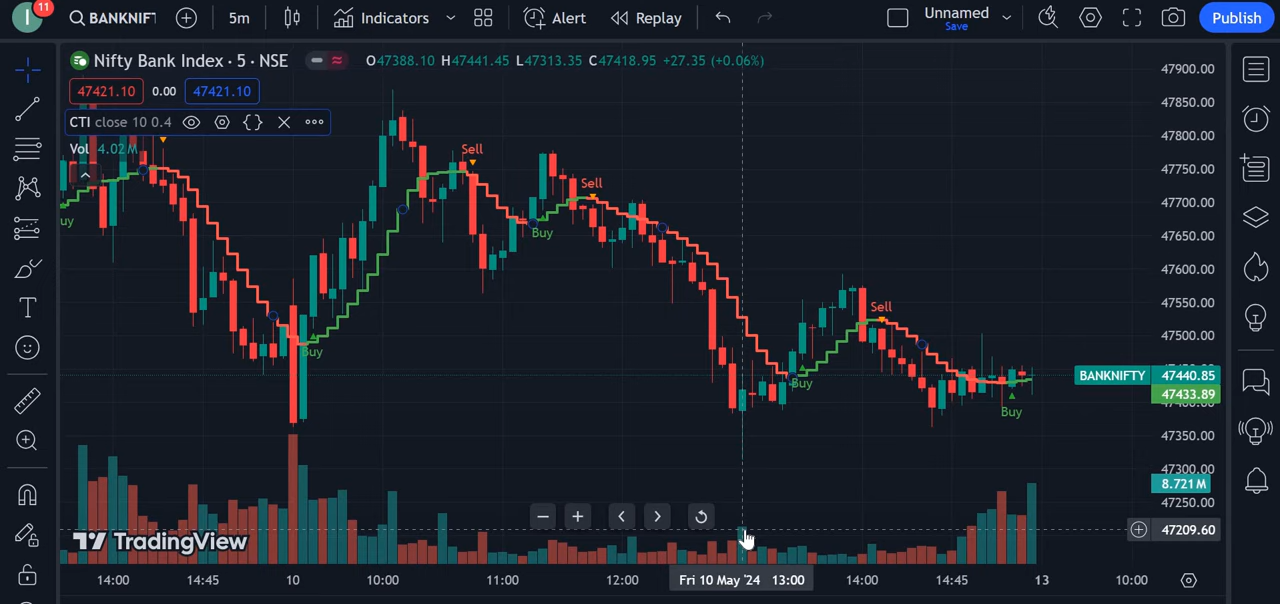 I 11 BANKNIFT 5m Indicators Alert Replay Unnamed Save Publish
Nifty Bank Index · 5 · NSE O47388.10 H47441.45 L47313.35 C47418.95 +27.35 (+0.06%)
47421.10 0.00 47421.10
CTI close 10 0.4
Vol 4.02M
47900.00
47850.00
47800.00
47750.00
47700.00
47650.00
47600.00
47550.00
47500.00
BANKNIFTY 47440.85
47433.89
47350.00
47300.00
8.721M
47250.00
47209.60
Sell
Sell
uy
Buy
Sell
Buy
Buy
Buy
TradingView
14:00 14:45 10 10:00 11:00 12:00 Fri 10 May '24 13:00 14:00 14:45 13 10:00